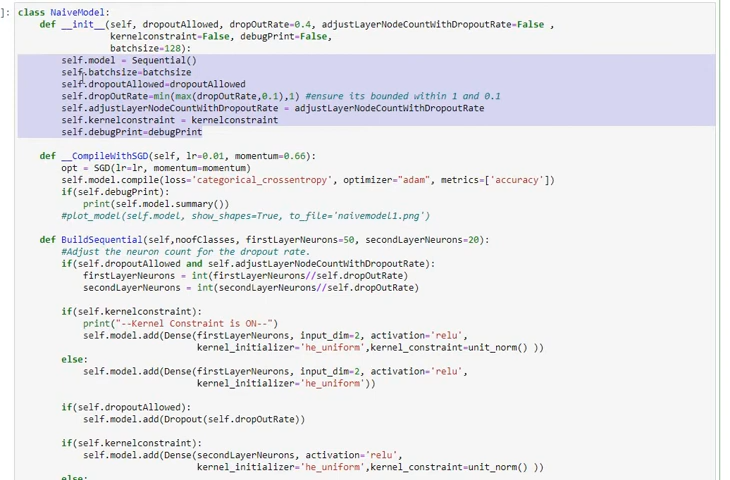 ]: class NaiveModel:
def __init__(self, dropoutAllowed, dropOutRate=0.4, adjustLayerNodeCountWithDropoutRate=False ,
kernelconstraint=False, debugPrint=False,
batchsize=128):
self.model = Sequential()
self.batchsize=batchsize
self.dropoutAllowed=dropoutAllowed
self.dropOutRate=min(max(dropOutRate,0.1),1) #ensure its bounded within 1 and 0.1
self.adjustLayerNodeCountWithDropoutRate = adjustLayerNodeCountWithDropoutRate
self.kernelconstraint = kernelconstraint
self.debugPrint=debugPrint
def __CompileWithSGD(self, lr=0.01, momentum=0.66):
opt = SGD(lr=lr, momentum=momentum)
self.model.compile(loss='categorical_crossentropy', optimizer="adam", metrics=['accuracy'])
if(self.debugPrint):
print(self.model.summary())
#plot_model(self.model, show_shapes=True, to_file='naivemodel1.png')
def BuildSequential(self,noofClasses, firstLayerNeurons=50, secondLayerNeurons=20):
#Adjust the neuron count for the dropout rate.
if(self.dropoutAllowed and self.adjustLayerNodeCountWithDropoutRate):
firstLayerNeurons = int(firstLayerNeurons//self.dropOutRate)
secondLayerNeurons = int(secondLayerNeurons//self.dropOutRate)
if(self.kernelconstraint):
print("--Kernel Constraint is ON--")
self.model.add(Dense(firstLayerNeurons, input_dim=2, activation='relu',
kernel_initializer='he_uniform',kernel_constraint=unit_norm() ))
else:
self.model.add(Dense(firstLayerNeurons, input_dim=2, activation='relu',
kernel_initializer='he_uniform'))
if(self.dropoutAllowed):
self.model.add(Dropout(self.dropOutRate))
if(self.kernelconstraint):
self.model.add(Dense(secondLayerNeurons, activation='relu',
kernel_initializer='he_uniform',kernel_constraint=unit_norm() ))
else: